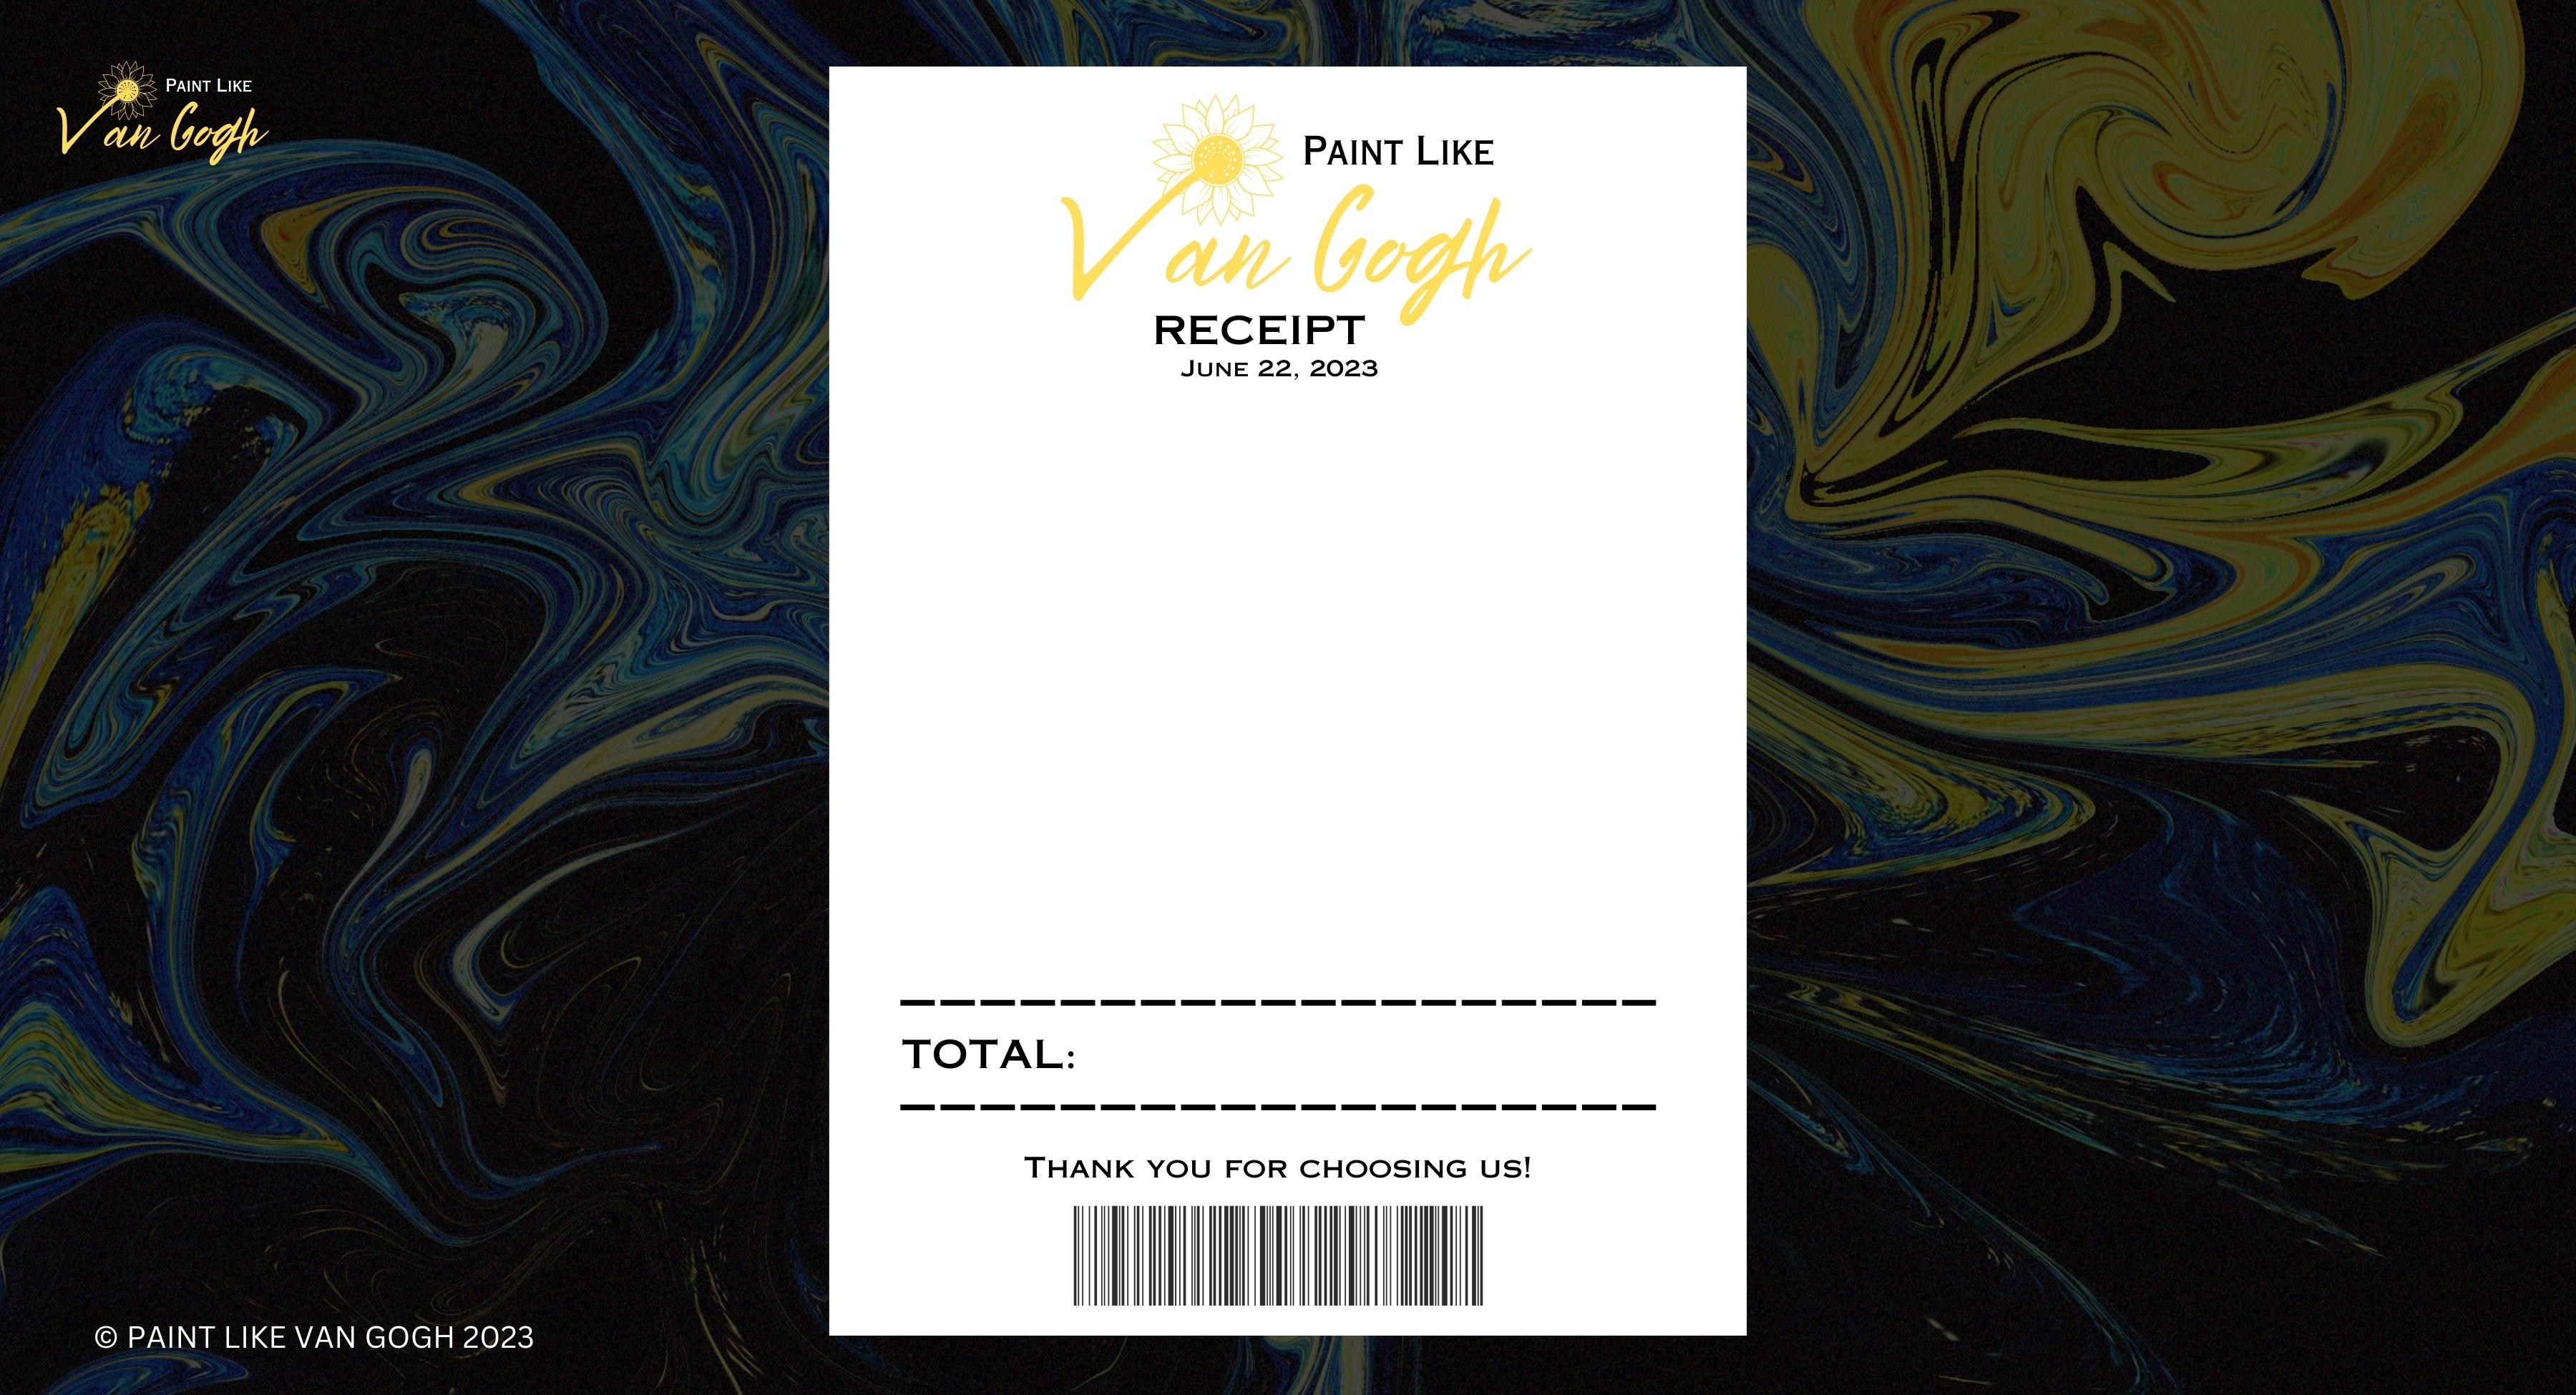 PAINT LIKE
Van Gogh
PAINT LIKE
Van Gogh
RECEIPT
JUNE 22, 2023
TOTAL:
THANK YOU FOR CHOOSING US!
© PAINT LIKE VAN GOGH 2023